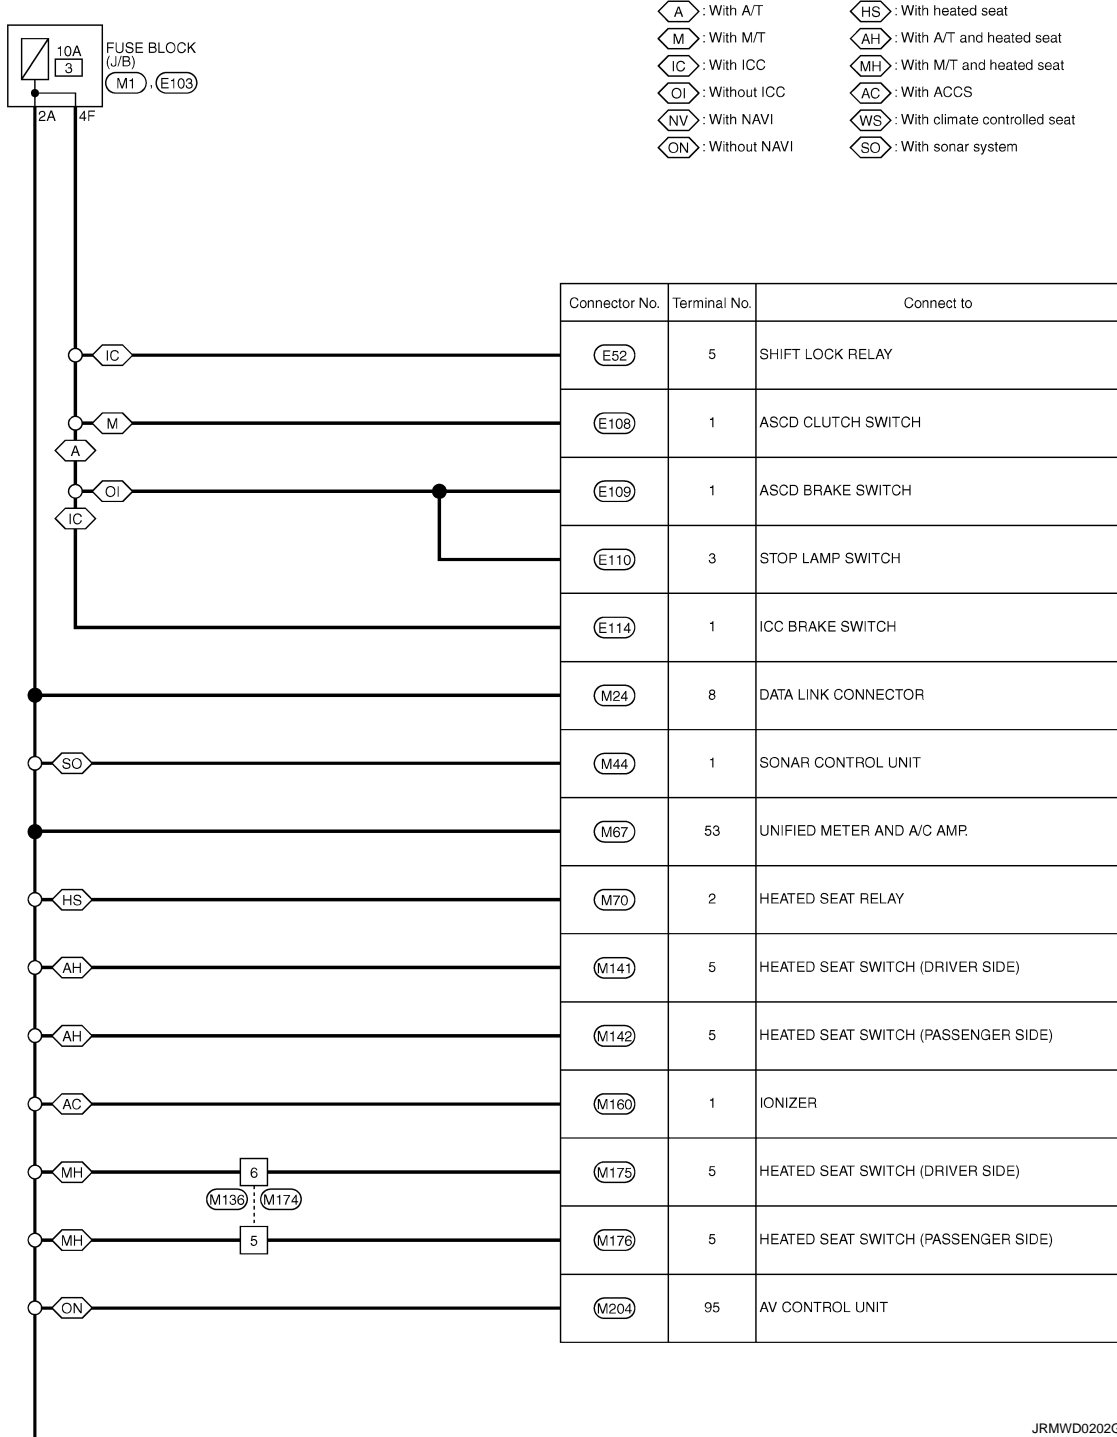 A : With A/T
HS : With heated seat
M : With M/T
AH : With A/T and heated seat
IC : With ICC
MH : With M/T and heated seat
OI : Without ICC
AC : With ACCS
NV : With NAVI
WS : With climate controlled seat
ON : Without NAVI
SO : With sonar system
10A
3
FUSE BLOCK
(J/B)
M1 , E103
2A 4F
Connector No. Terminal No. Connect to
IC E52 5 SHIFT LOCK RELAY
M E108 1 ASCD CLUTCH SWITCH
A
OI E109 1 ASCD BRAKE SWITCH
IC
E110 3 STOP LAMP SWITCH
E114 1 ICC BRAKE SWITCH
M24 8 DATA LINK CONNECTOR
SO M44 1 SONAR CONTROL UNIT
M67 53 UNIFIED METER AND A/C AMP.
HS M70 2 HEATED SEAT RELAY
AH M141 5 HEATED SEAT SWITCH (DRIVER SIDE)
AH M142 5 HEATED SEAT SWITCH (PASSENGER SIDE)
AC M160 1 IONIZER
MH 6 M175 5 HEATED SEAT SWITCH (DRIVER SIDE)
M136 M174
MH 5 M176 5 HEATED SEAT SWITCH (PASSENGER SIDE)
ON M204 95 AV CONTROL UNIT
JRMWD0202G